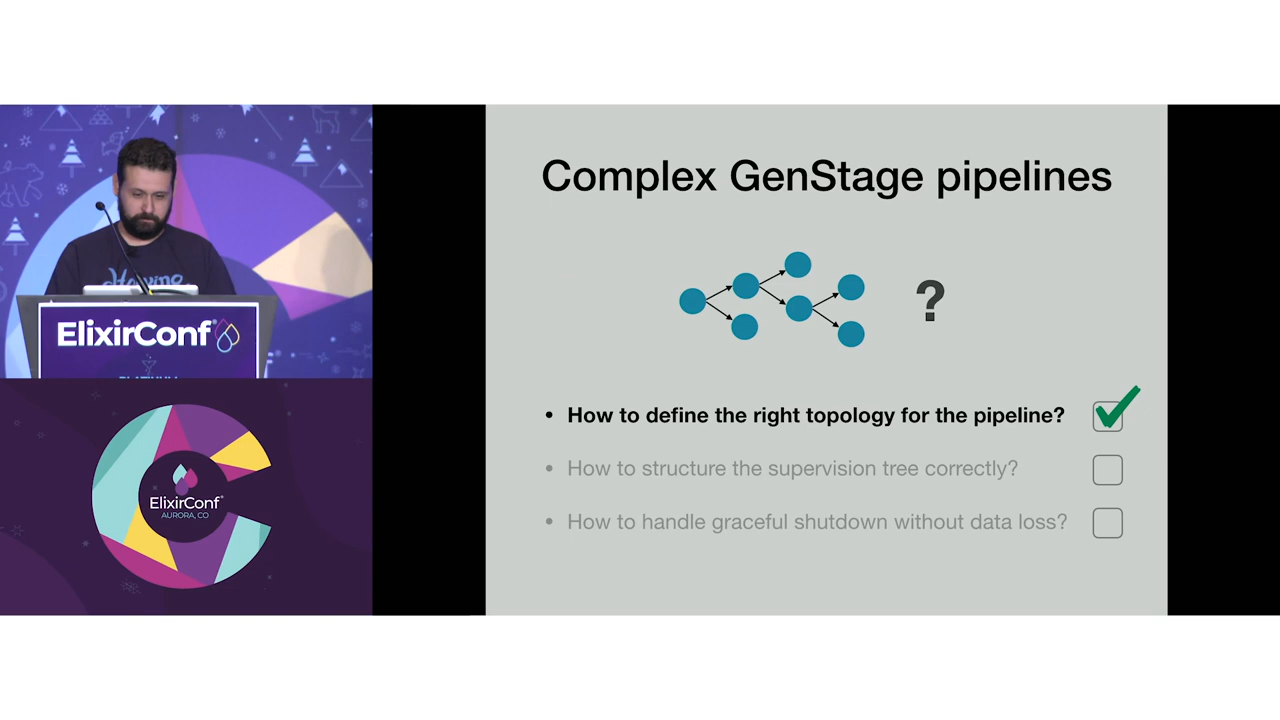 Complex GenStage pipelines
?
• How to define the right topology for the pipeline?
• How to structure the supervision tree correctly?
• How to handle graceful shutdown without data loss?
ElixirConf
ElixirConf
AURORA, CO